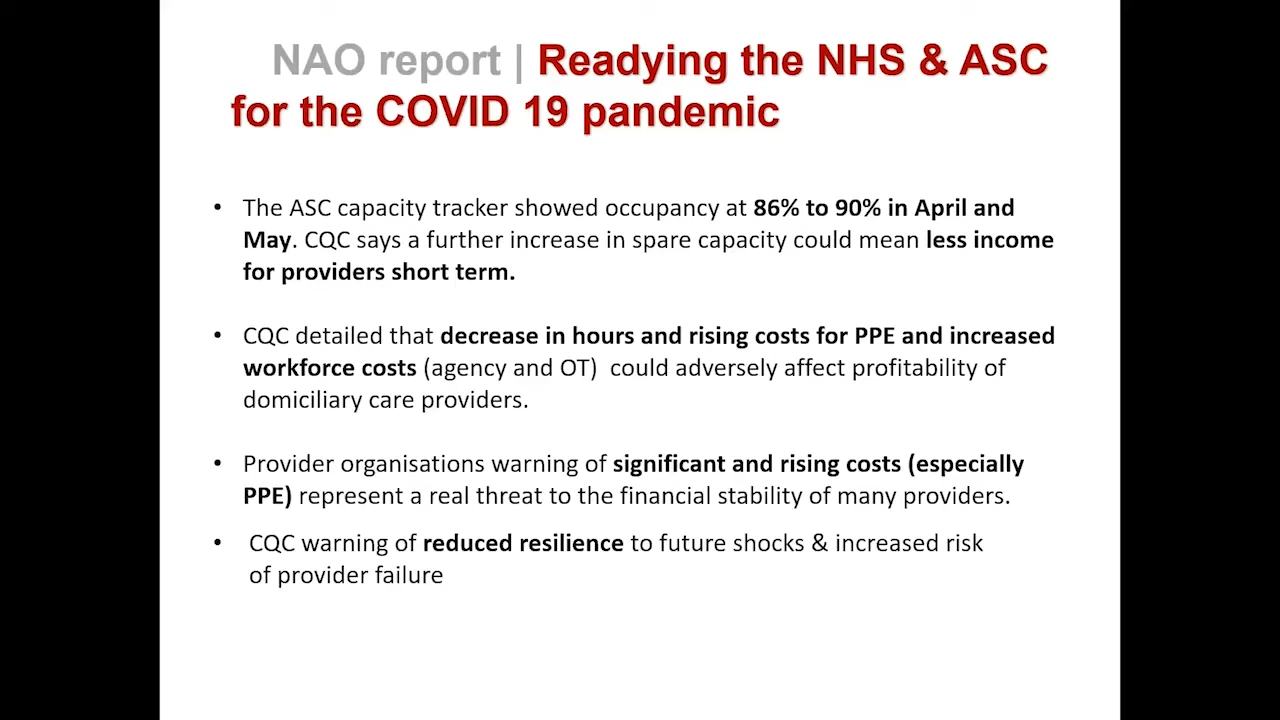 NAO report | Readying the NHS & ASC
for the COVID 19 pandemic
• The ASC capacity tracker showed occupancy at 86% to 90% in April and
May. CQC says a further increase in spare capacity could mean less income
for providers short term.
• CQC detailed that decrease in hours and rising costs for PPE and increased
workforce costs (agency and OT)  could adversely affect profitability of
domiciliary care providers.
• Provider organisations warning of significant and rising costs (especially
PPE) represent a real threat to the financial stability of many providers.
• CQC warning of reduced resilience to future shocks & increased risk
of provider failure